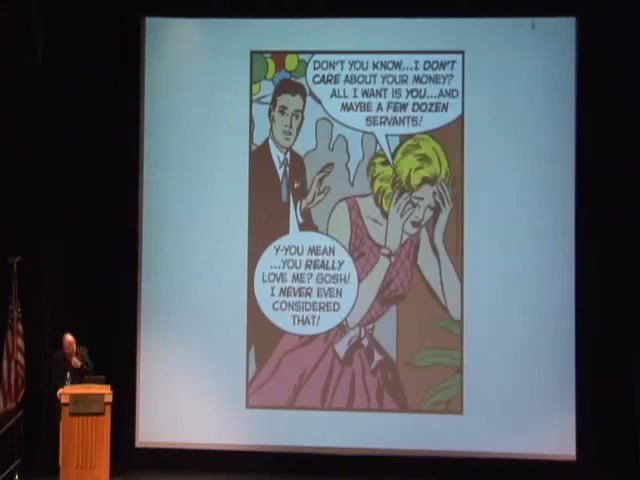 DON'T YOU KNOW...I DON'T
CARE ABOUT YOUR MONEY?
ALL I WANT IS YOU...AND
MAYBE A FEW DOZEN
SERVANTS!
Y-YOU MEAN
...YOU REALLY
LOVE ME? GOSH!
I NEVER EVEN
CONSIDERED
THAT!